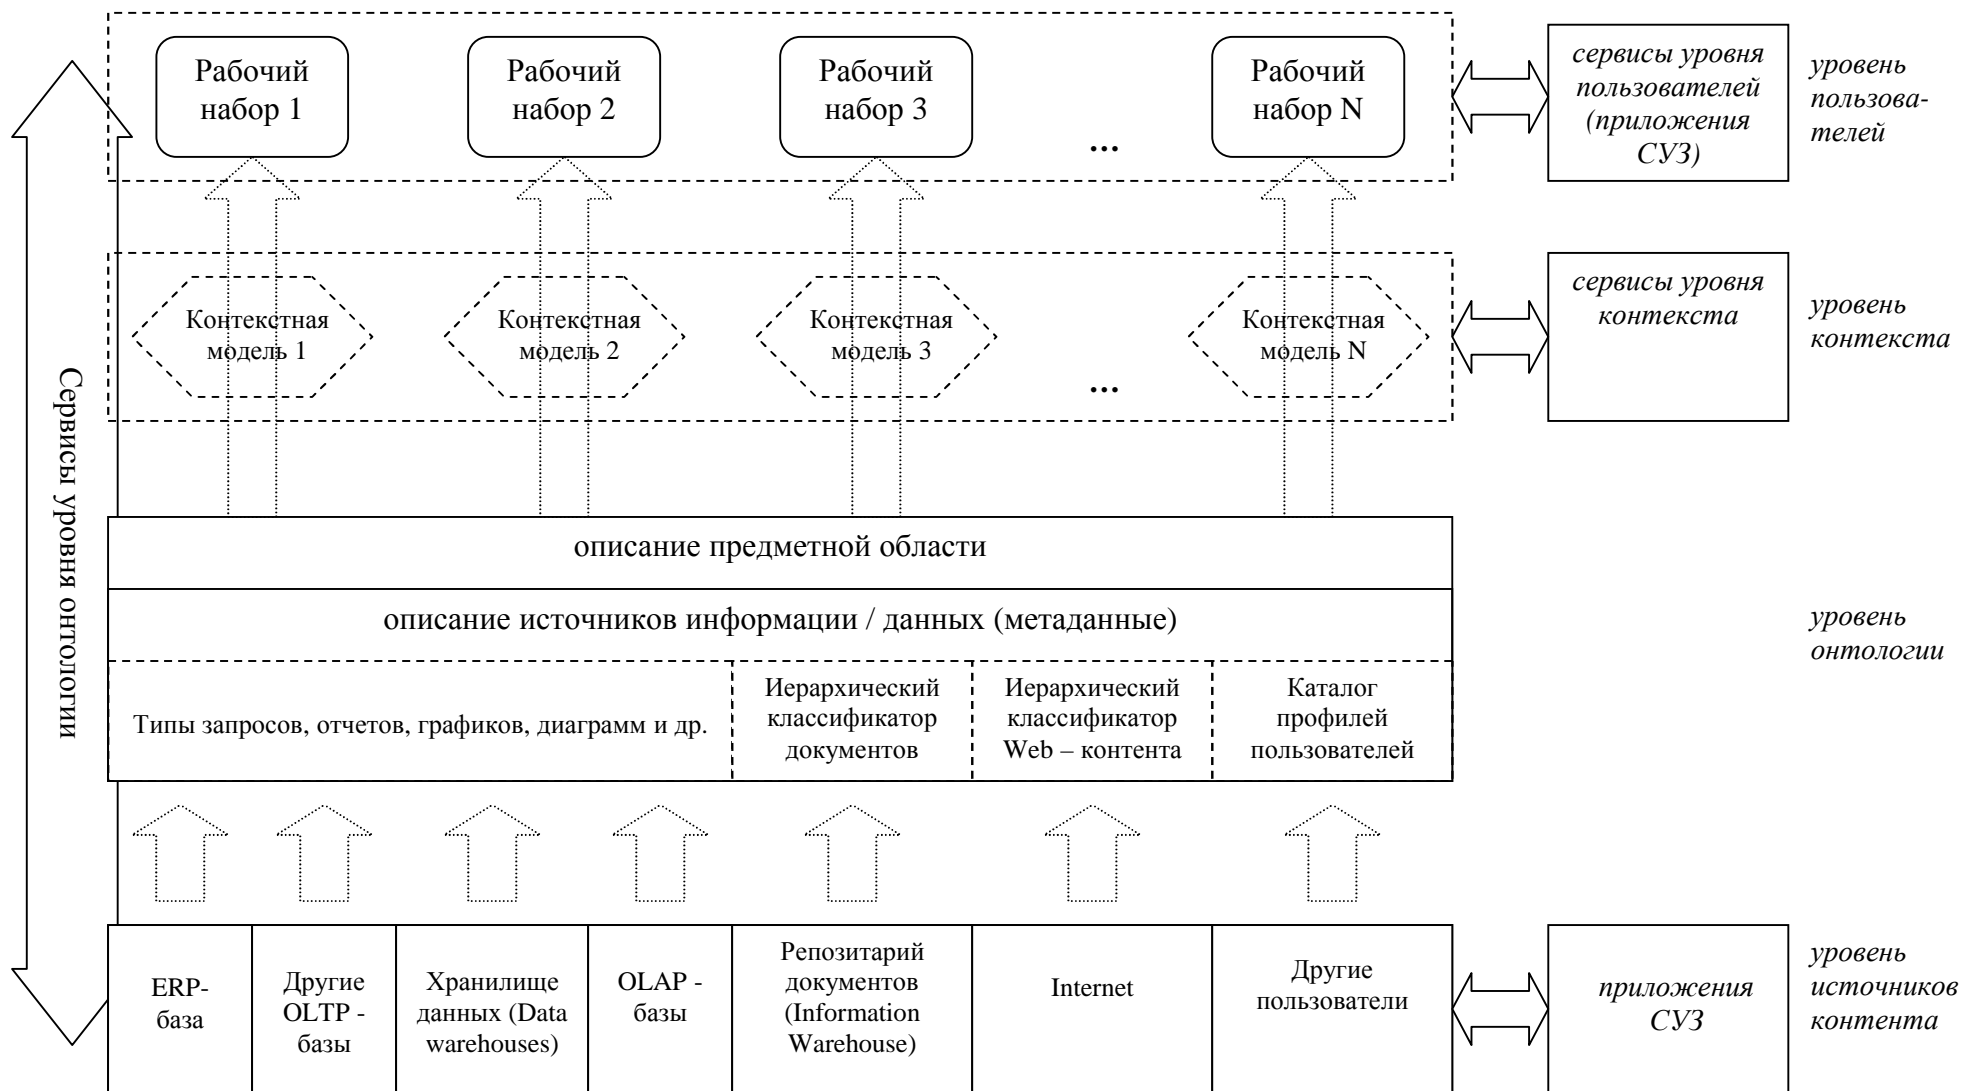 Рабочий
набор 1
Рабочий
набор 2
Рабочий
набор 3
...
Рабочий
набор N
сервисы уровня
пользователей
(приложения
СУЗ)
уровень
пользова-
телей
Контекстная
модель 1
Контекстная
модель 2
Контекстная
модель 3
...
Контекстная
модель N
сервисы уровня
контекста
уровень
контекста
Сервисы уровня онтологии
описание предметной области
описание источников информации / данных (метаданные)
Типы запросов, отчетов, графиков, диаграмм и др.
Иерархический
классификатор
документов
Иерархический
классификатор
Web – контента
Каталог
профилей
пользователей
уровень
онтологии
ERP-
база
Другие
OLTP -
базы
Хранилище
данных (Data
warehouses)
OLAP -
базы
Репозитарий
документов
(Information
Warehouse)
Internet
Другие
пользователи
приложения
СУЗ
уровень
источников
контента